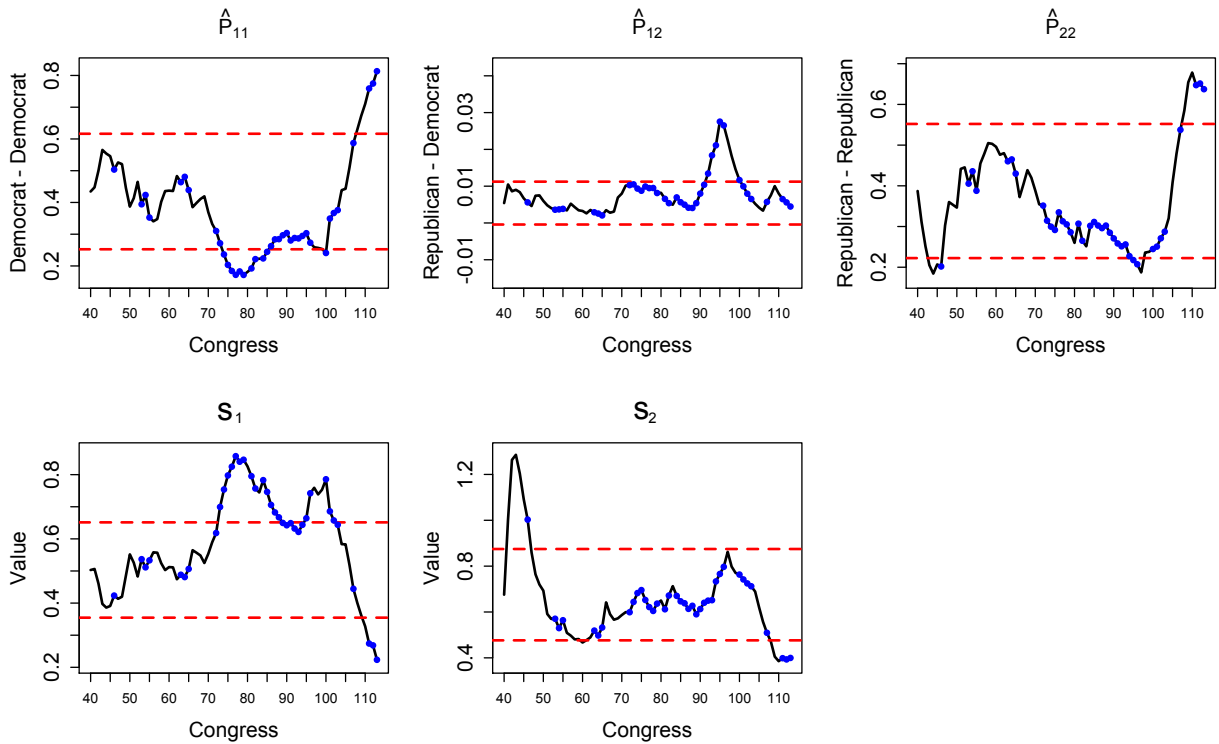 P̂₁₁
Democrat - Democrat
0.2 0.4 0.6 0.8
40 50 60 70 80 90 100 110
Congress
P̂₁₂
Republican - Democrat
-0.01 0.01 0.03
40 50 60 70 80 90 100 110
Congress
P̂₂₂
Republican - Republican
0.2 0.4 0.6
40 50 60 70 80 90 100 110
Congress
S₁
Value
0.2 0.4 0.6 0.8
40 50 60 70 80 90 100 110
Congress
S₂
Value
0.4 0.8 1.2
40 50 60 70 80 90 100 110
Congress